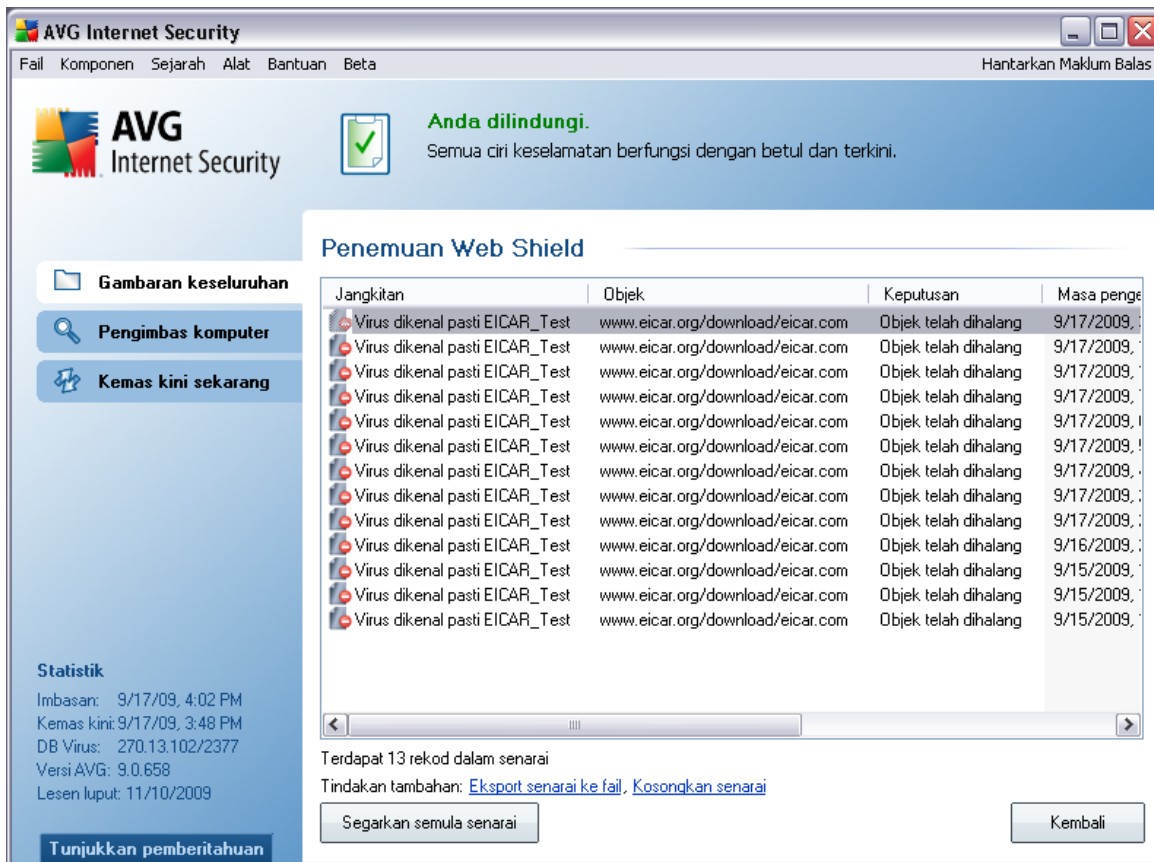 AVG Internet Security
Fail Komponen Sejarah Alat Bantuan Beta Hantarkan Maklum Balas
AVG
Internet Security
Anda dilindungi.
Semua ciri keselamatan berfungsi dengan betul dan terkini.
Gambaran keseluruhan
Pengimbas komputer
Kemas kini sekarang
Statistik
Imbasan: 9/17/09, 4:02 PM
Kemas kini: 9/17/09, 3:48 PM
DB Virus: 270.13.102/2377
Versi AVG: 9.0.658
Lesen luput: 11/10/2009
Tunjukkan pemberitahuan
Penemuan Web Shield
Jangkitan Objek Keputusan Masa penge
Virus dikenal pasti EICAR_Test www.eicar.org/download/eicar.com Objek telah dihalang 9/17/2009,
Virus dikenal pasti EICAR_Test www.eicar.org/download/eicar.com Objek telah dihalang 9/17/2009,
Virus dikenal pasti EICAR_Test www.eicar.org/download/eicar.com Objek telah dihalang 9/17/2009,
Virus dikenal pasti EICAR_Test www.eicar.org/download/eicar.com Objek telah dihalang 9/17/2009,
Virus dikenal pasti EICAR_Test www.eicar.org/download/eicar.com Objek telah dihalang 9/17/2009,
Virus dikenal pasti EICAR_Test www.eicar.org/download/eicar.com Objek telah dihalang 9/17/2009,
Virus dikenal pasti EICAR_Test www.eicar.org/download/eicar.com Objek telah dihalang 9/17/2009,
Virus dikenal pasti EICAR_Test www.eicar.org/download/eicar.com Objek telah dihalang 9/17/2009,
Virus dikenal pasti EICAR_Test www.eicar.org/download/eicar.com Objek telah dihalang 9/17/2009,
Virus dikenal pasti EICAR_Test www.eicar.org/download/eicar.com Objek telah dihalang 9/16/2009,
Virus dikenal pasti EICAR_Test www.eicar.org/download/eicar.com Objek telah dihalang 9/15/2009,
Virus dikenal pasti EICAR_Test www.eicar.org/download/eicar.com Objek telah dihalang 9/15/2009,
Virus dikenal pasti EICAR_Test www.eicar.org/download/eicar.com Objek telah dihalang 9/15/2009,
Terdapat 13 rekod dalam senarai
Tindakan tambahan: Eksport senarai ke fail, Kosongkan senarai
Segarkan semula senarai Kembali